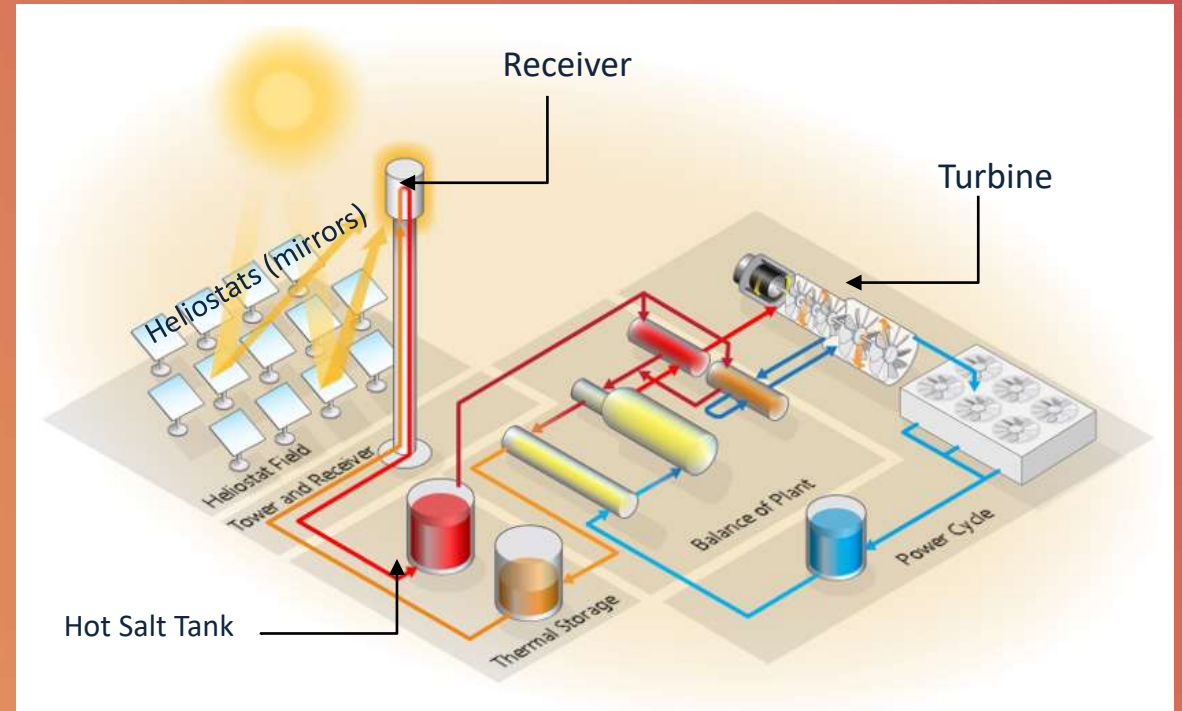 Receiver
Turbine
Heliostats (mirrors)
Heliostat Field
Tower and Receiver
Hot Salt Tank
Thermal Storage
Balance of Plant
Power Cycle